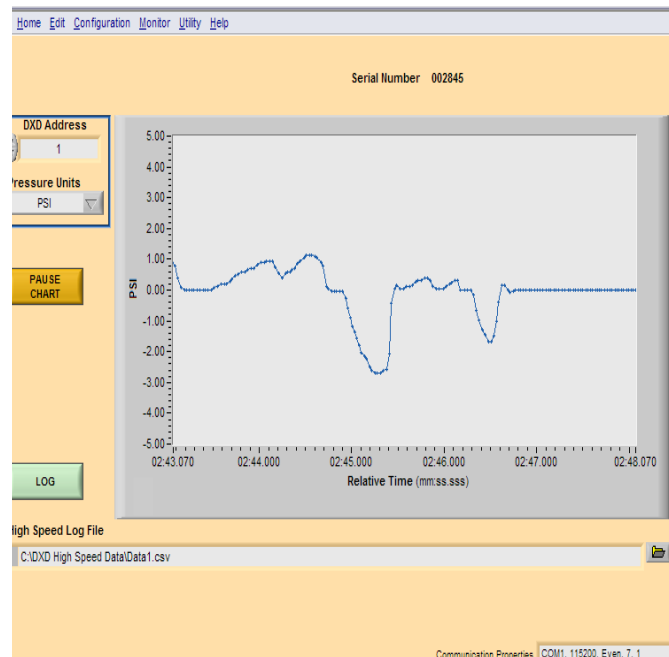 Home Edit Configuration Monitor Utility Help
Serial Number 002845
DXD Address
1
Pressure Units
PSI
PAUSE
CHART
LOG
5.00
4.00
3.00
2.00
1.00
0.00
-1.00
-2.00
-3.00
-4.00
-5.00
PSI
02:43.070 02:44.000 02:45.000 02:46.000 02:47.000 02:48.070
Relative Time (mm:ss.sss)
High Speed Log File
C:\DXD High Speed Data\Data1.csv
Communication Properties COM1, 115200, Even, 7, 1